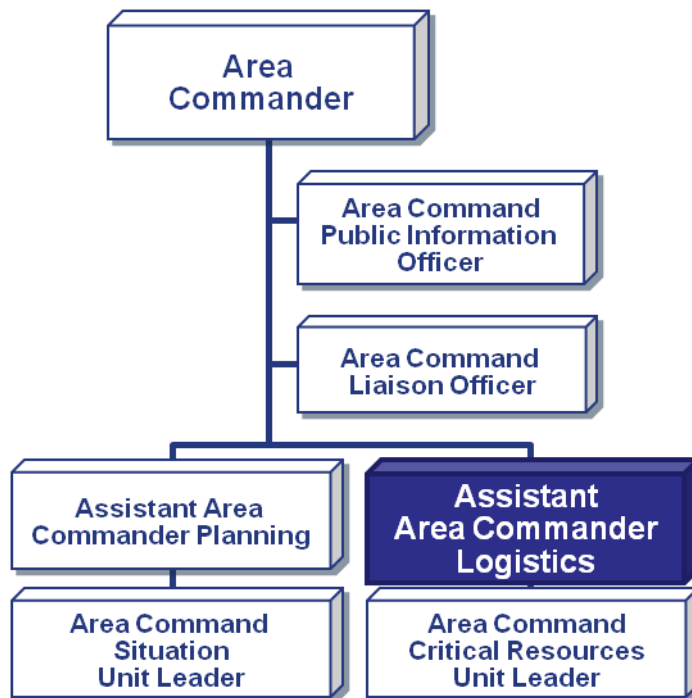 Area
Commander
Area Command
Public Information
Officer
Area Command
Liaison Officer
Assistant Area
Commander Planning
Assistant
Area Commander
Logistics
Area Command
Situation
Unit Leader
Area Command
Critical Resources
Unit Leader